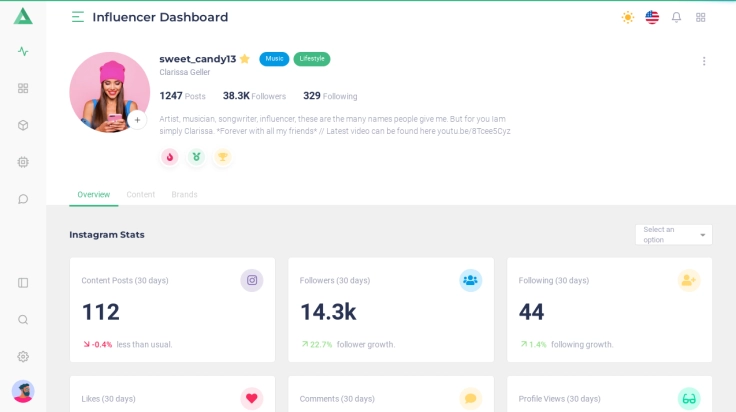 Influencer Dashboard
sweet_candy13 Music Lifestyle
Clarissa Geller
1247 Posts 38.3K Followers 329 Following
Artist, musician, songwriter, influencer, these are the many names people give me. But for you Iam
simply Clarissa. *Forever with all my friends* // Latest video can be found here youtu.be/8Tcee5Gyz
Overview Content Brands
Instagram Stats
Select an
option
Content Posts (30 days)
112
-0.4% less than usual.
Followers (30 days)
14.3k
22.7% follower growth.
Following (30 days)
44
1.4% following growth.
Likes (30 days)
Comments (30 days)
Profile Views (30 days)